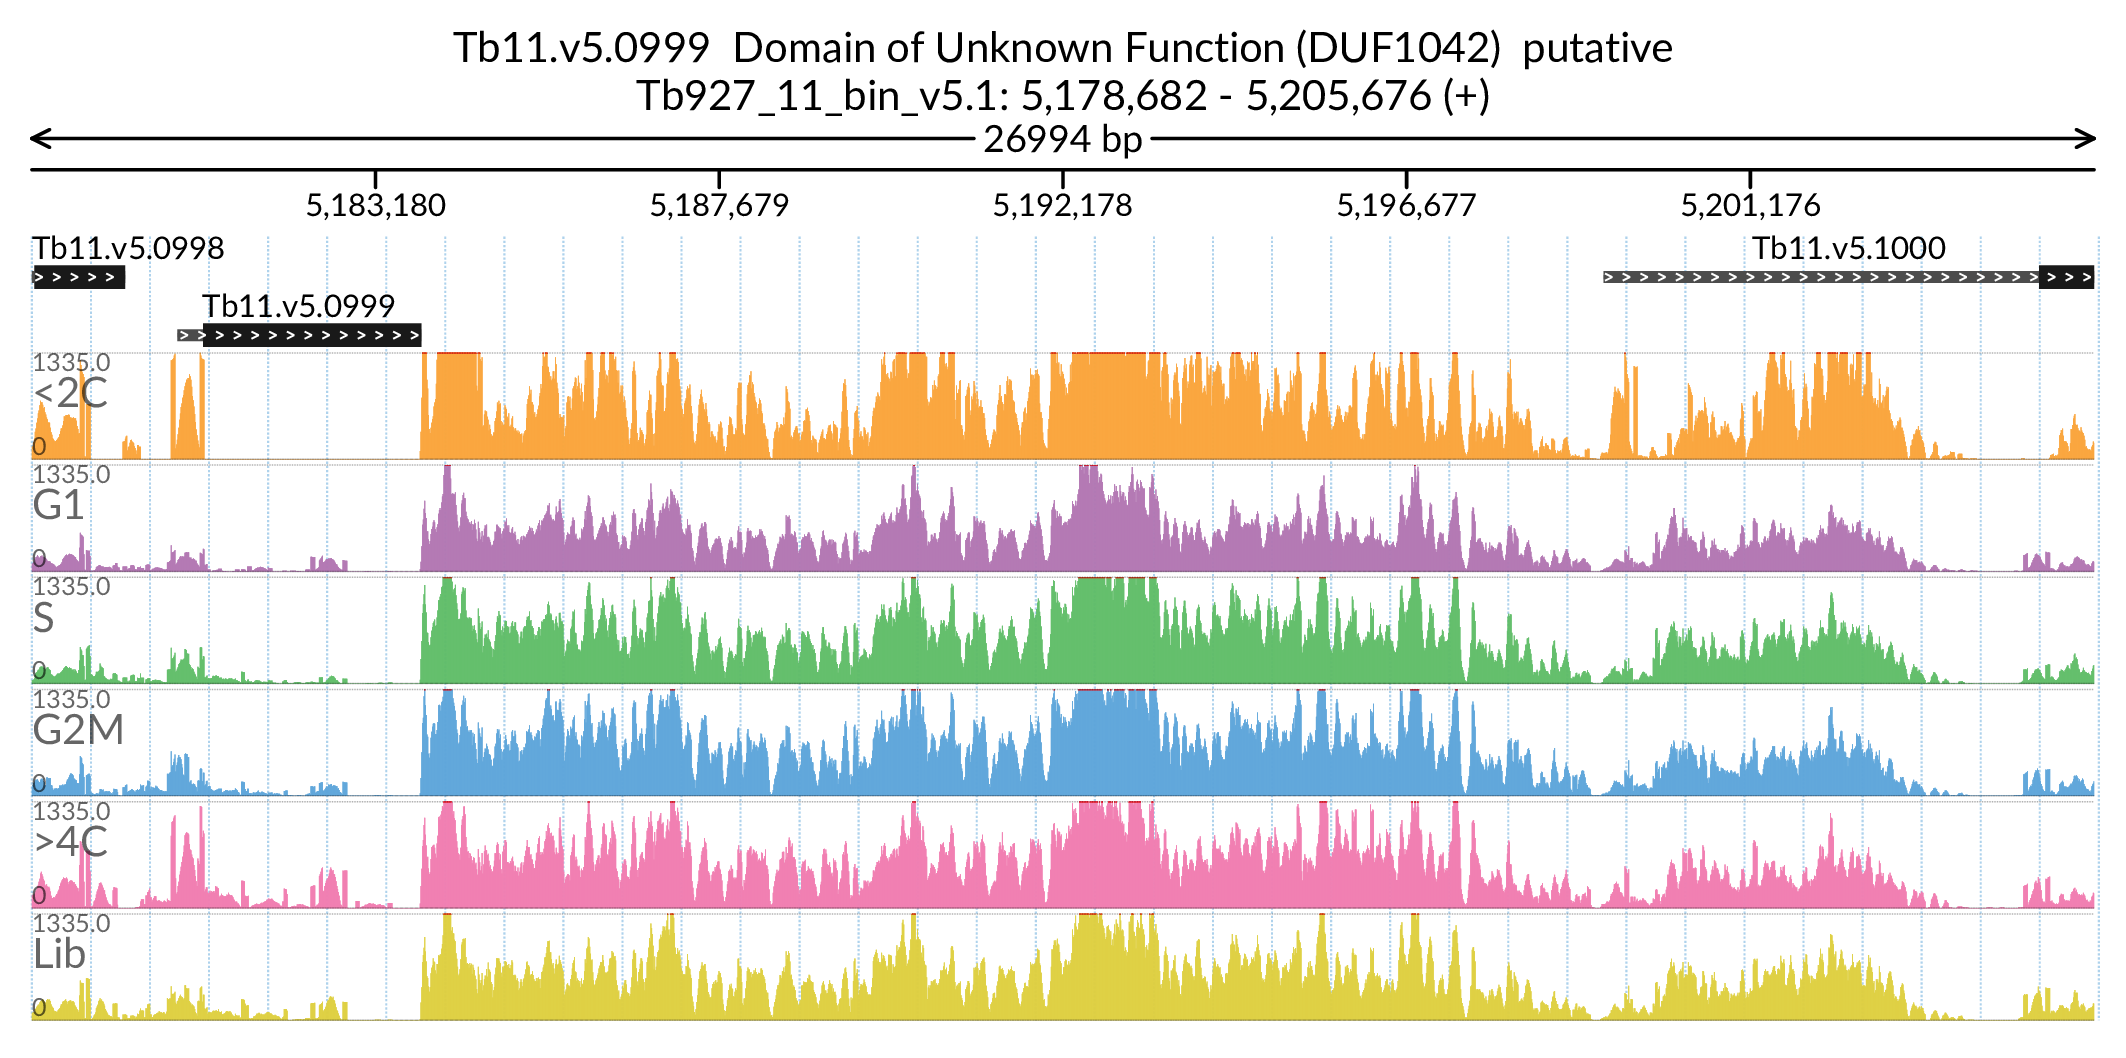 Tb11.v5.0999  Domain of Unknown Function (DUF1042)  putative
Tb927_11_bin_v5.1: 5,178,682 - 5,205,676 (+)
26994 bp
5,183,180 5,187,679 5,192,178 5,196,677 5,201,176
Tb11.v5.0998 Tb11.v5.1000
Tb11.v5.0999
1335.0
<2C
0
1335.0
G1
0
1335.0
S
0
1335.0
G2M
0
1335.0
>4C
0
1335.0
Lib
0